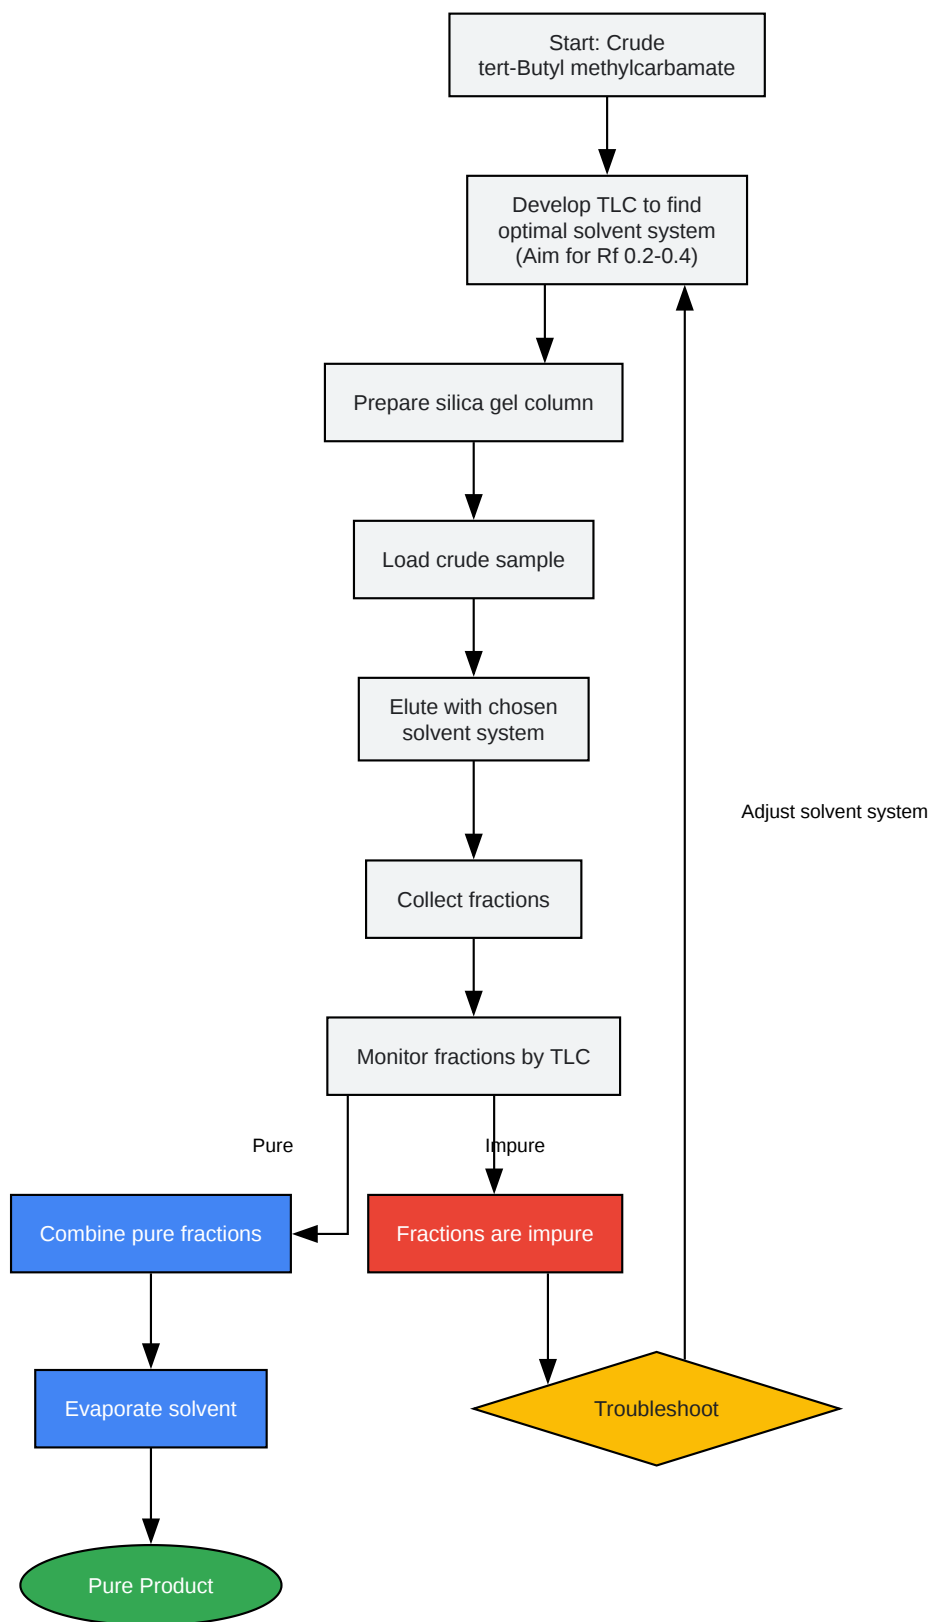 Start: Crude
tert-Butyl methylcarbamate
Develop TLC to find
optimal solvent system
(Aim for Rf 0.2-0.4)
Prepare silica gel column
Load crude sample
Elute with chosen
solvent system
Adjust solvent system
Collect fractions
Monitor fractions by TLC
Pure
Impure
Combine pure fractions
Fractions are impure
Evaporate solvent
Troubleshoot
Pure Product